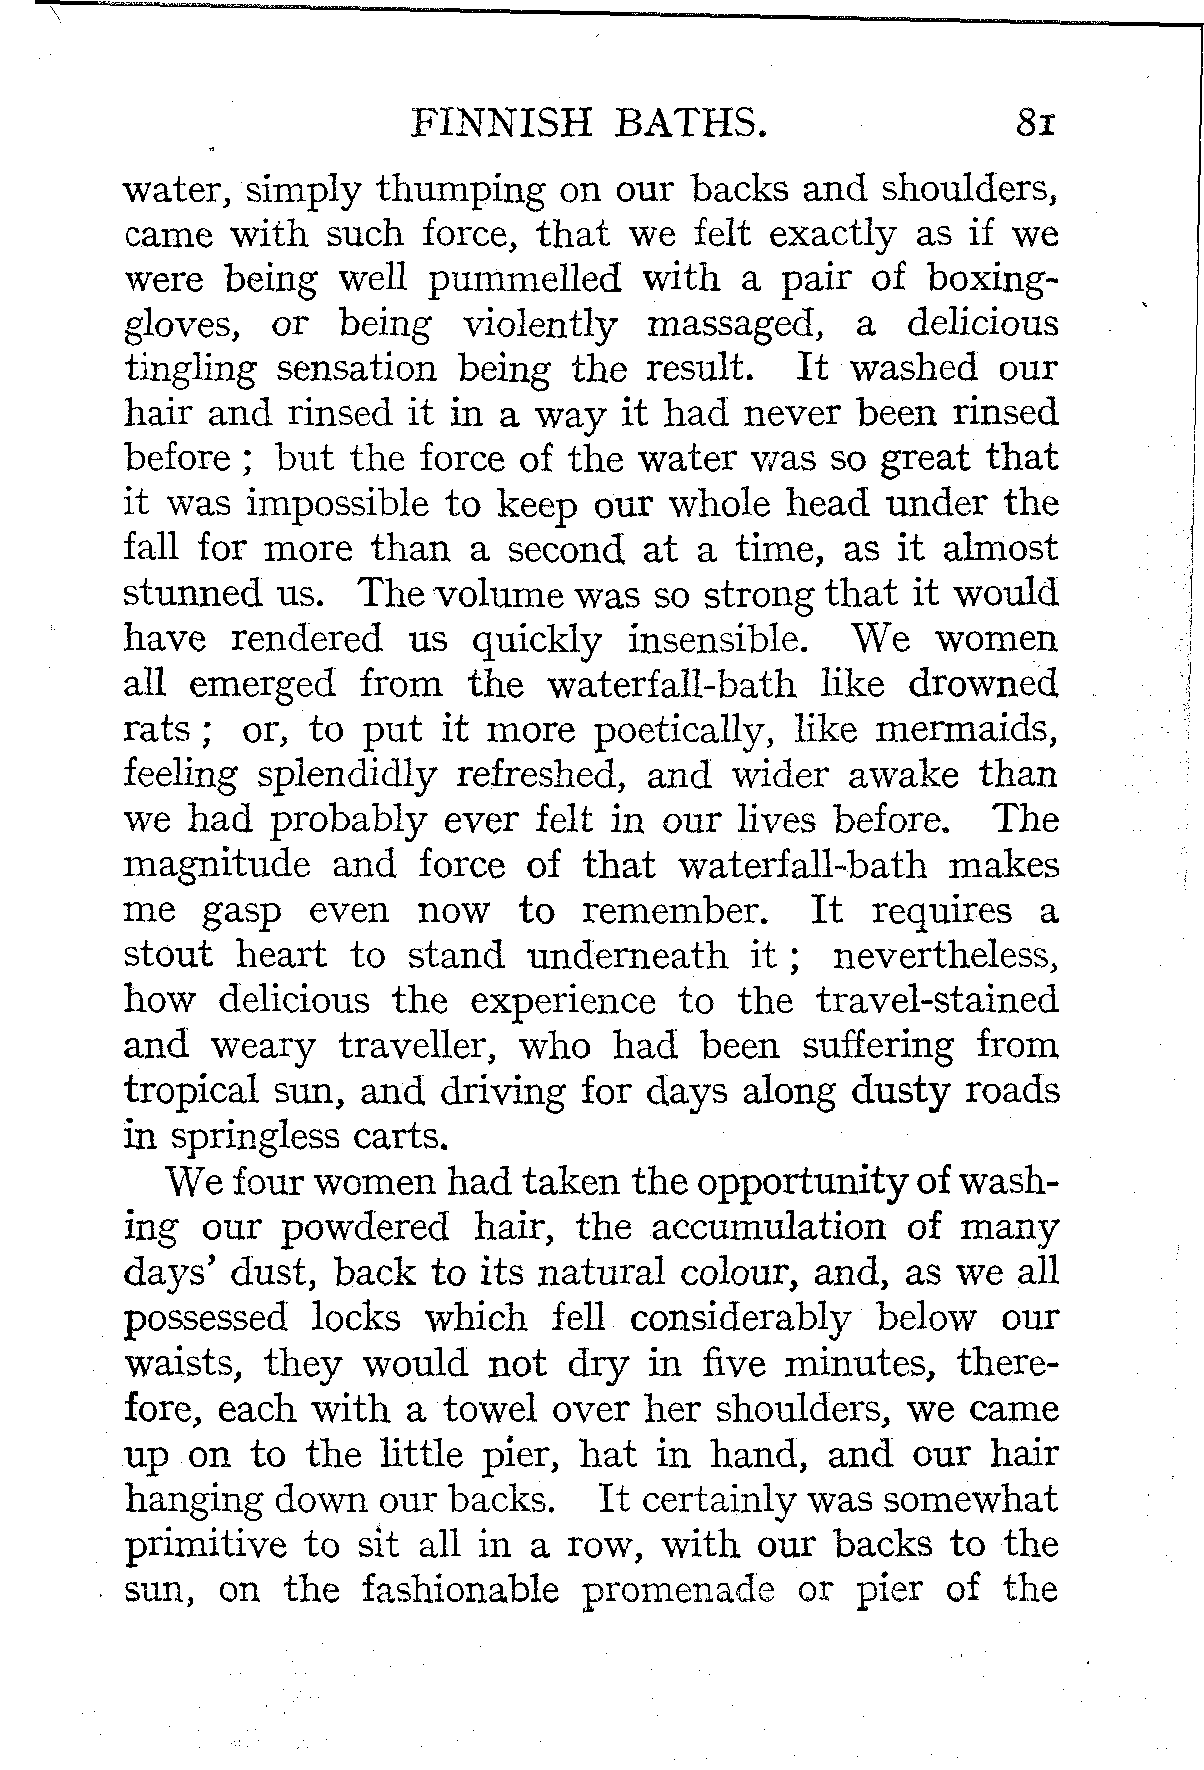 FINNISH BATHS. 81
water, simply thumping on our backs and shoulders,
came with such force, that we felt exactly as if we
were being well pummelled with a pair of boxing-
gloves, or being violently massaged, a delicious
tingling sensation being the result. It washed our
hair and rinsed it in a way it had never been rinsed
before ; but the force of the water was so great that
it was impossible to keep our whole head under the
fall for more than a second at a time, as it almost
stunned us. The volume was so strong that it would
have rendered us quickly insensible. We women
all emerged from the waterfall-bath like drowned
rats ; or, to put it more poetically, like mermaids,
feeling splendidly refreshed, and wider awake than
we had probably ever felt in our lives before. The
magnitude and force of that waterfall-bath makes
me gasp even now to remember. It requires a
stout heart to stand underneath it ; nevertheless,
how delicious the experience to the travel-stained
and weary traveller, who had been suffering from
tropical sun, and driving for days along dusty roads
in springless carts.
We four women had taken the opportunity of wash-
ing our powdered hair, the accumulation of many
days' dust, back to its natural colour, and, as we all
possessed locks which fell considerably below our
waists, they would not dry in five minutes, there-
fore, each with a towel over her shoulders, we came
up on to the little pier, hat in hand, and our hair
hanging down our backs. It certainly was somewhat
primitive to sit all in a row, with our backs to the
sun, on the fashionable promenade or pier of the